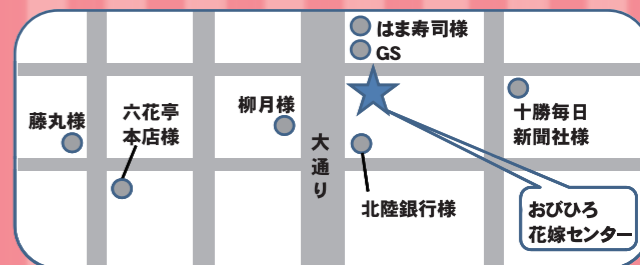 はま寿司様
GS
藤丸様
六花亭
本店様
柳月様
大通り
十勝毎日
新聞社様
北陸銀行様
おびひろ
花嫁センター